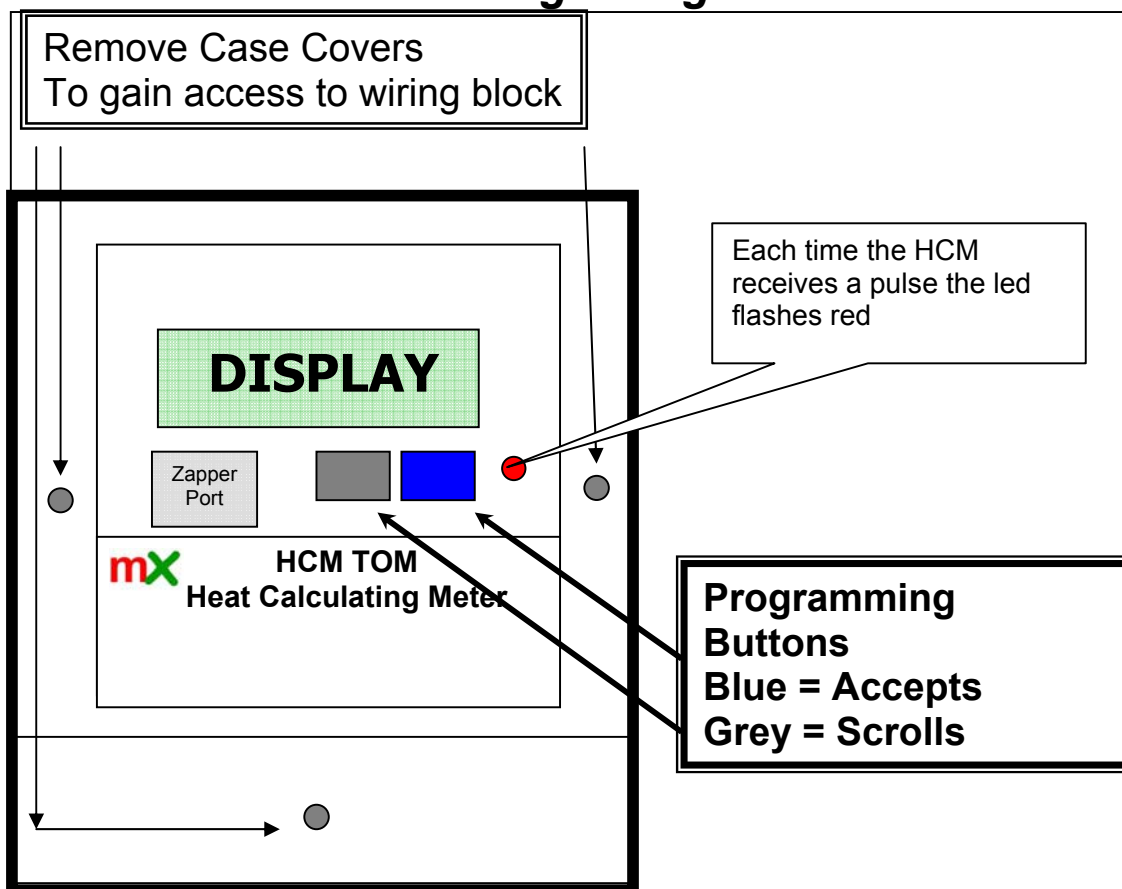 Remove Case Covers
To gain access to wiring block
Each time the HCM
receives a pulse the led
flashes red
DISPLAY
Zapper
Port
mX
HCM TOM
Heat Calculating Meter
Programming
Buttons
Blue = Accepts
Grey = Scrolls